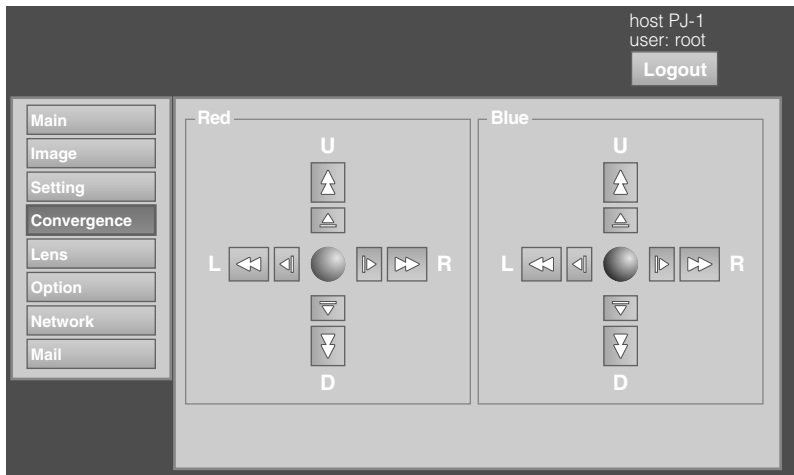 host PJ-1
user: root
Logout
Main
Image
Setting
Convergence
Lens
Option
Network
Mail
Red
U
L
R
D
Blue
U
L
R
D